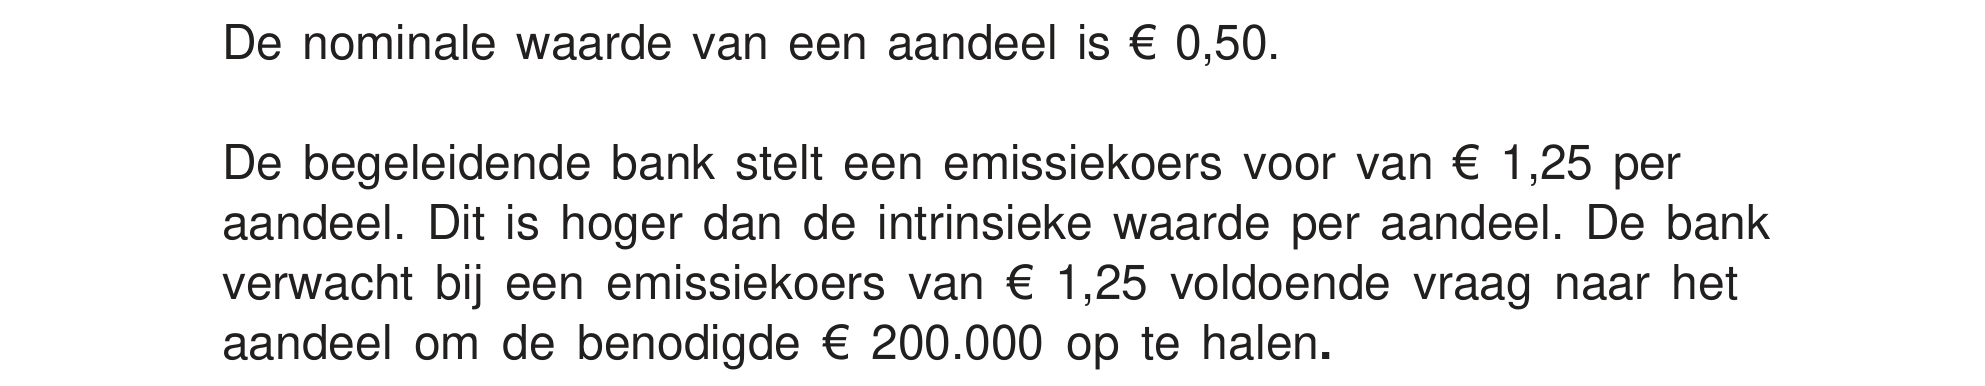 De nominale waarde van een aandeel is € 0,50.
De begeleidende bank stelt een emissiekoers voor van € 1,25 per
aandeel. Dit is hoger dan de intrinsieke waarde per aandeel. De bank
verwacht bij een emissiekoers van € 1,25 voldoende vraag naar het
aandeel om de benodigde € 200.000 op te halen.